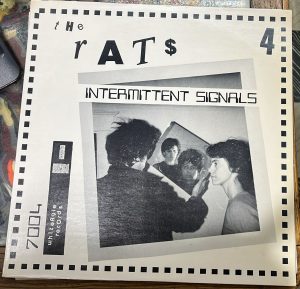 tHe
rATS
4
INTERMITTENT SIGNALS
7004
whiteNoise
records